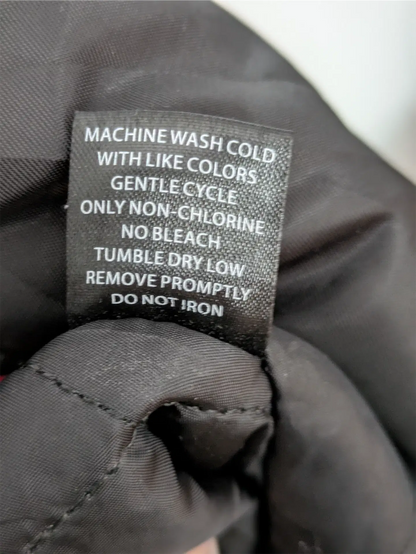 MACHINE WASH COLD
WITH LIKE COLORS
GENTLE CYCLE
ONLY NON-CHLORINE
NO BLEACH
TUMBLE DRY LOW
REMOVE PROMPTLY
DO NOT IRON